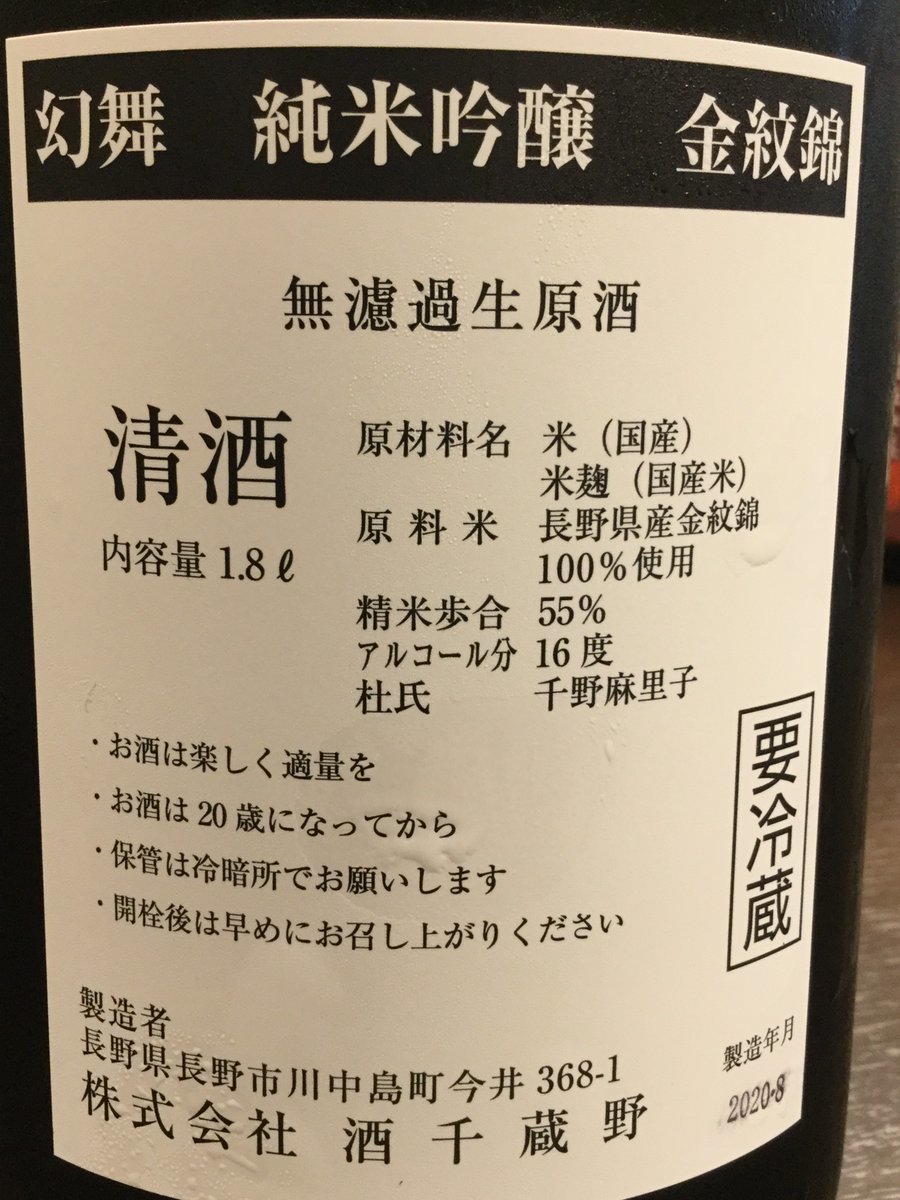 幻舞　純米吟醸　金紋錦
無濾過生原酒
清酒
内容量 1.8ℓ
原材料名　米（国産）
米麹（国産米）
原料米　長野県産金紋錦
100％使用
精米歩合　55％
アルコール分　16度
杜氏　千野麻里子
・お酒は楽しく適量を
・お酒は20歳になってから
・保管は冷暗所でお願いします
・開栓後は早めにお召し上がりください
要冷蔵
製造者
長野県長野市川中島町今井 368-1
株式会社　酒千蔵野
製造年月
2020・8